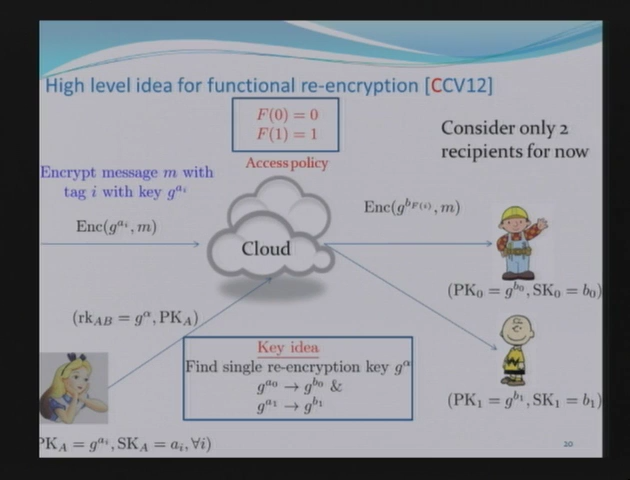 High level idea for functional re-encryption [CCV12]
F(0) = 0
F(1) = 1
Access policy
Consider only 2
recipients for now
Encrypt message m with
tag i with key g^{a_i}
Enc(g^{a_i}, m)
Enc(g^{b_{F(i)}}, m)
Cloud
(PK_0 = g^{b_0}, SK_0 = b_0)
(rk_{AB} = g^α, PK_A)
Key idea
Find single re-encryption key g^α
g^{a_0} → g^{b_0} &
g^{a_1} → g^{b_1}
(PK_1 = g^{b_1}, SK_1 = b_1)
PK_A = g^{a_i}, SK_A = a_i, ∀i)
20